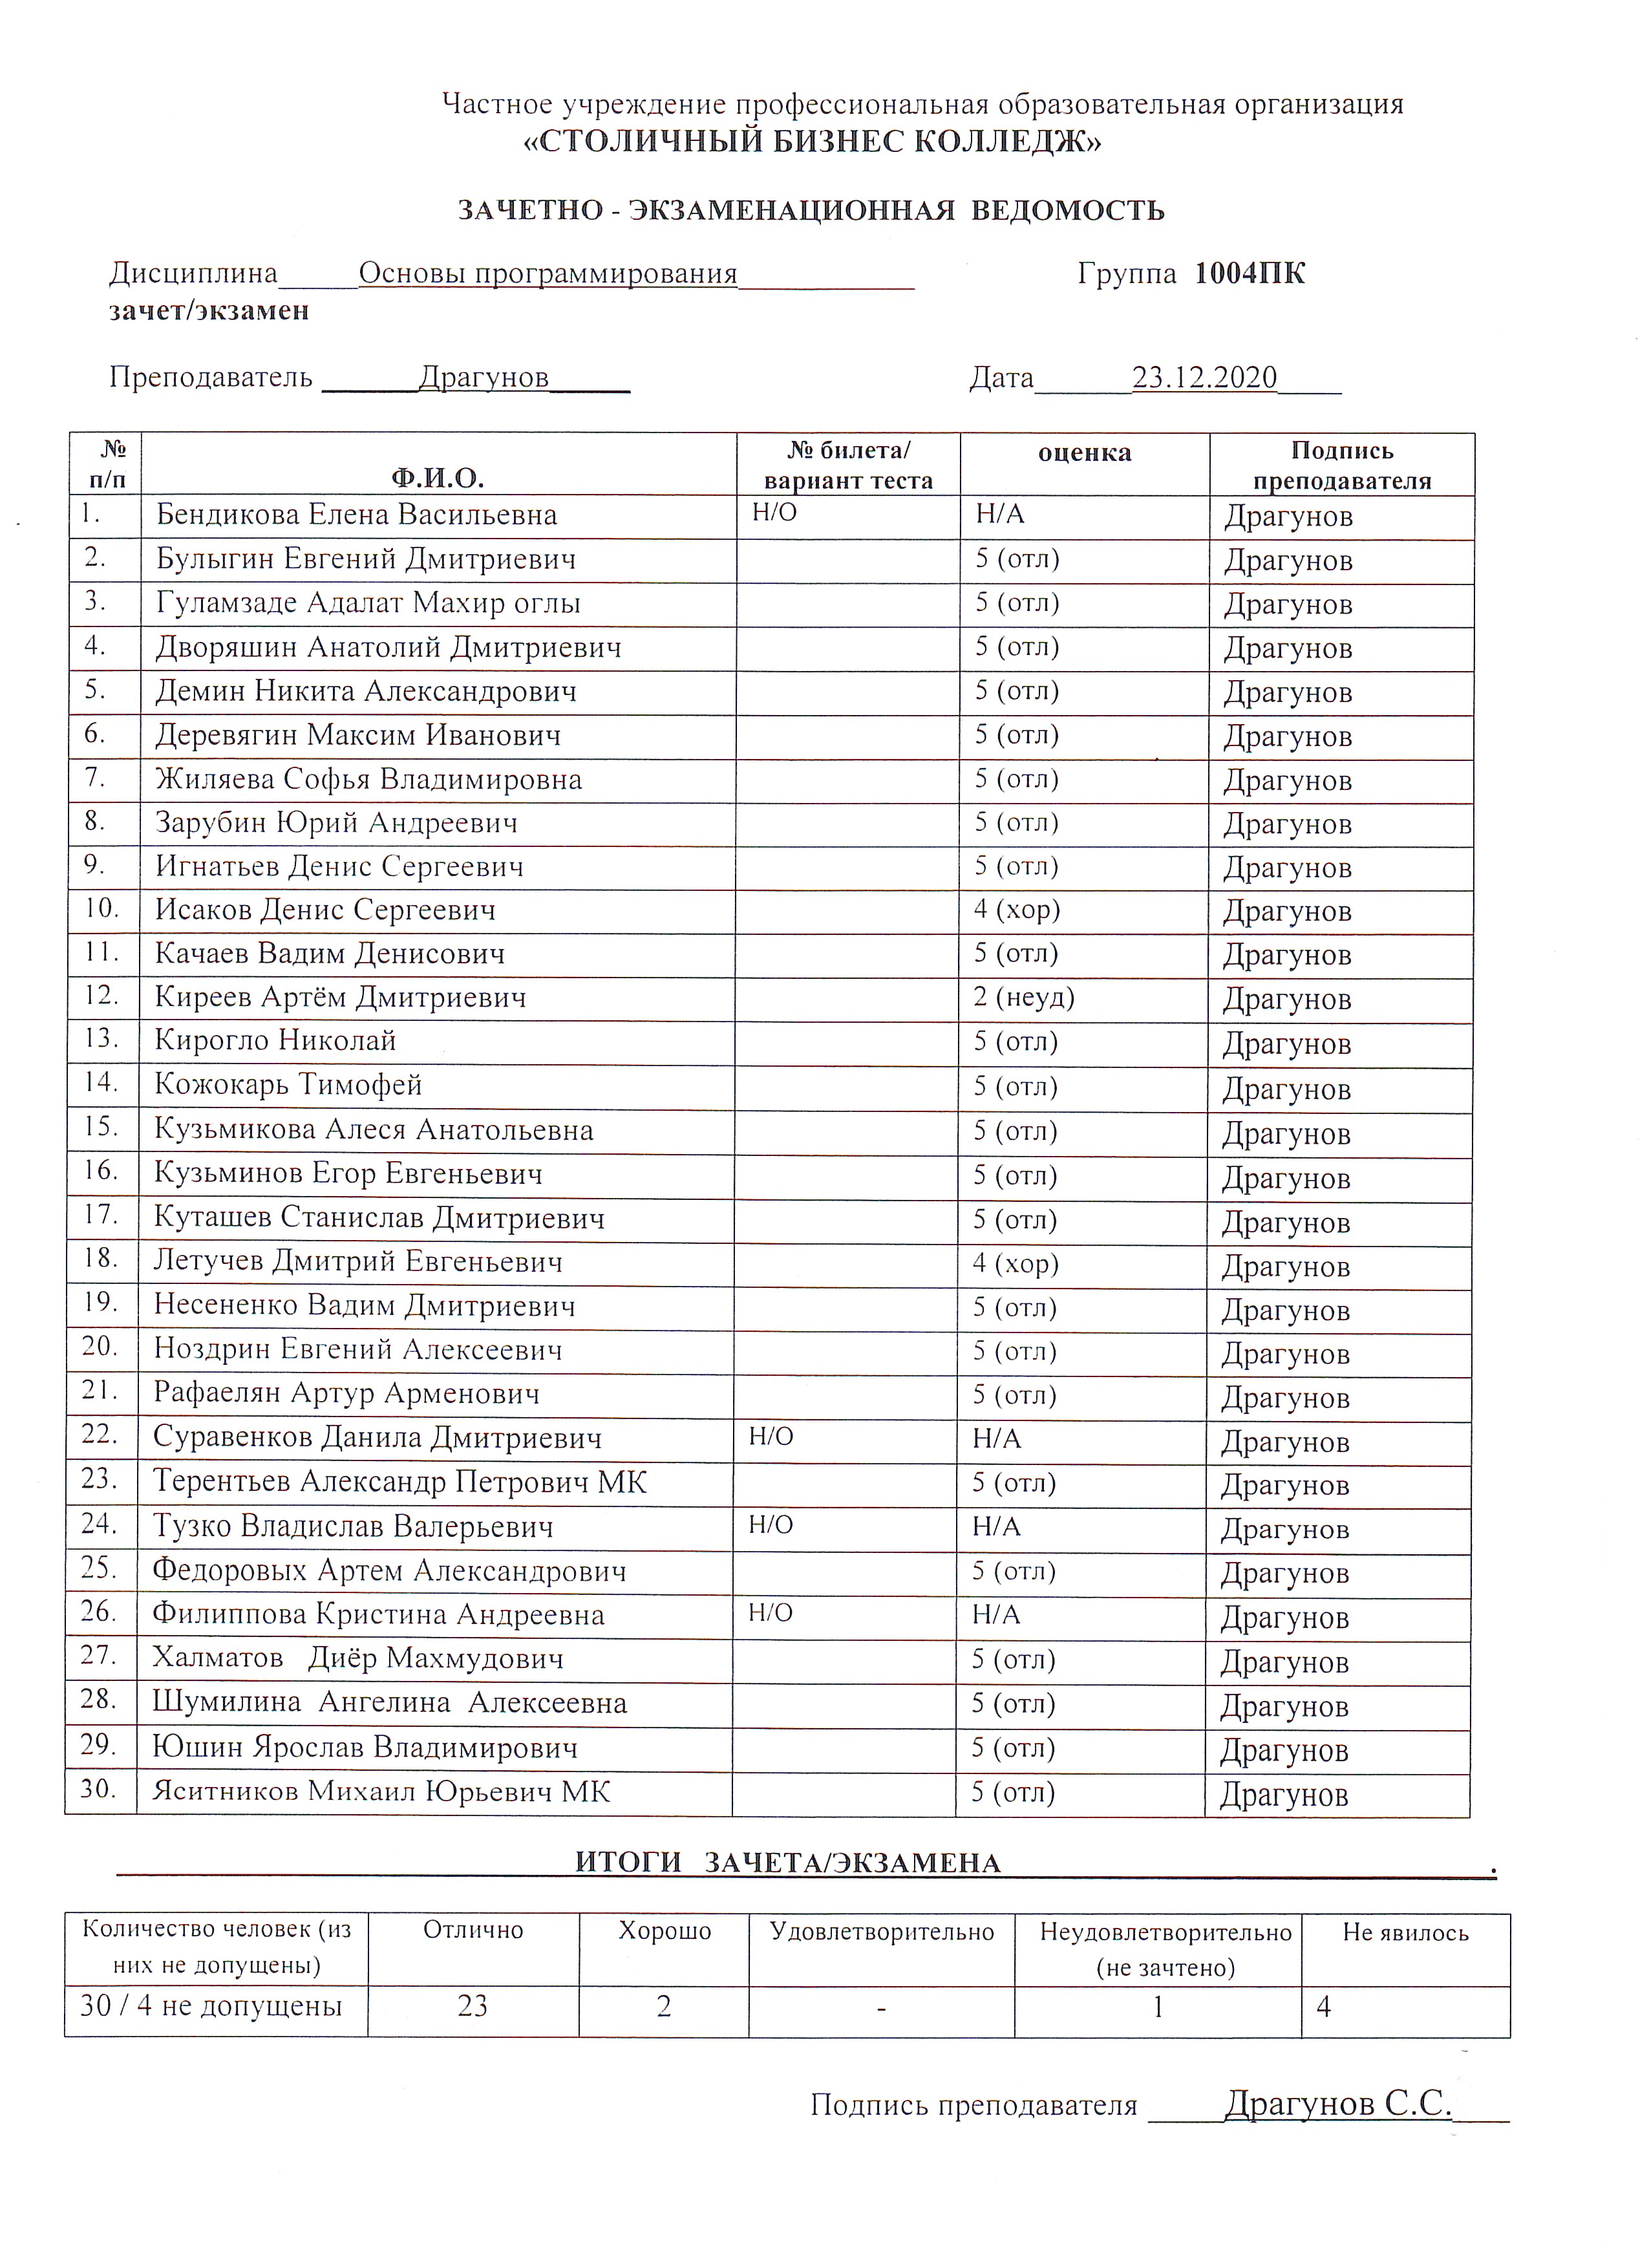 Частное учреждение профессиональная образовательная организация
«СТОЛИЧНЫЙ БИЗНЕС КОЛЛЕДЖ»
ЗАЧЕТНО - ЭКЗАМЕНАЦИОННАЯ ВЕДОМОСТЬ
Дисциплина_____Основы программирования___________ Группа 1004ПК
зачет/экзамен
Преподаватель ______Драгунов_____ Дата______23.12.2020____
№ п/п Ф.И.О. № билета/ вариант теста оценка Подпись преподавателя
1. Бендикова Елена Васильевна Н/О Н/А Драгунов
2. Булыгин Евгений Дмитриевич 5 (отл) Драгунов
3. Гуламзаде Адалат Махир оглы 5 (отл) Драгунов
4. Дворяшин Анатолий Дмитриевич 5 (отл) Драгунов
5. Демин Никита Александрович 5 (отл) Драгунов
6. Деревягин Максим Иванович 5 (отл) Драгунов
7. Жиляева Софья Владимировна 5 (отл) Драгунов
8. Зарубин Юрий Андреевич 5 (отл) Драгунов
9. Игнатьев Денис Сергеевич 5 (отл) Драгунов
10. Исаков Денис Сергеевич 4 (хор) Драгунов
11. Качаев Вадим Денисович 5 (отл) Драгунов
12. Киреев Артём Дмитриевич 2 (неуд) Драгунов
13. Кирогло Николай 5 (отл) Драгунов
14. Кожокарь Тимофей 5 (отл) Драгунов
15. Кузьмикова Алеся Анатольевна 5 (отл) Драгунов
16. Кузьминов Егор Евгеньевич 5 (отл) Драгунов
17. Куташев Станислав Дмитриевич 5 (отл) Драгунов
18. Летучев Дмитрий Евгеньевич 4 (хор) Драгунов
19. Несененко Вадим Дмитриевич 5 (отл) Драгунов
20. Ноздрин Евгений Алексеевич 5 (отл) Драгунов
21. Рафаелян Артур Арменович 5 (отл) Драгунов
22. Суравенков Данила Дмитриевич Н/О Н/А Драгунов
23. Терентьев Александр Петрович МК 5 (отл) Драгунов
24. Тузко Владислав Валерьевич Н/О Н/А Драгунов
25. Федоровых Артем Александрович 5 (отл) Драгунов
26. Филиппова Кристина Андреевна Н/О Н/А Драгунов
27. Халматов Диёр Махмудович 5 (отл) Драгунов
28. Шумилина Ангелина Алексеевна 5 (отл) Драгунов
29. Юшин Ярослав Владимирович 5 (отл) Драгунов
30. Яситников Михаил Юрьевич МК 5 (отл) Драгунов
ИТОГИ ЗАЧЕТА/ЭКЗАМЕНА .
Количество человек (из них не допущены) Отлично Хорошо Удовлетворительно Неудовлетворительно (не зачтено) Не явилось
30 / 4 не допущены 23 2 - 1 4
Подпись преподавателя _____Драгунов С.С.____